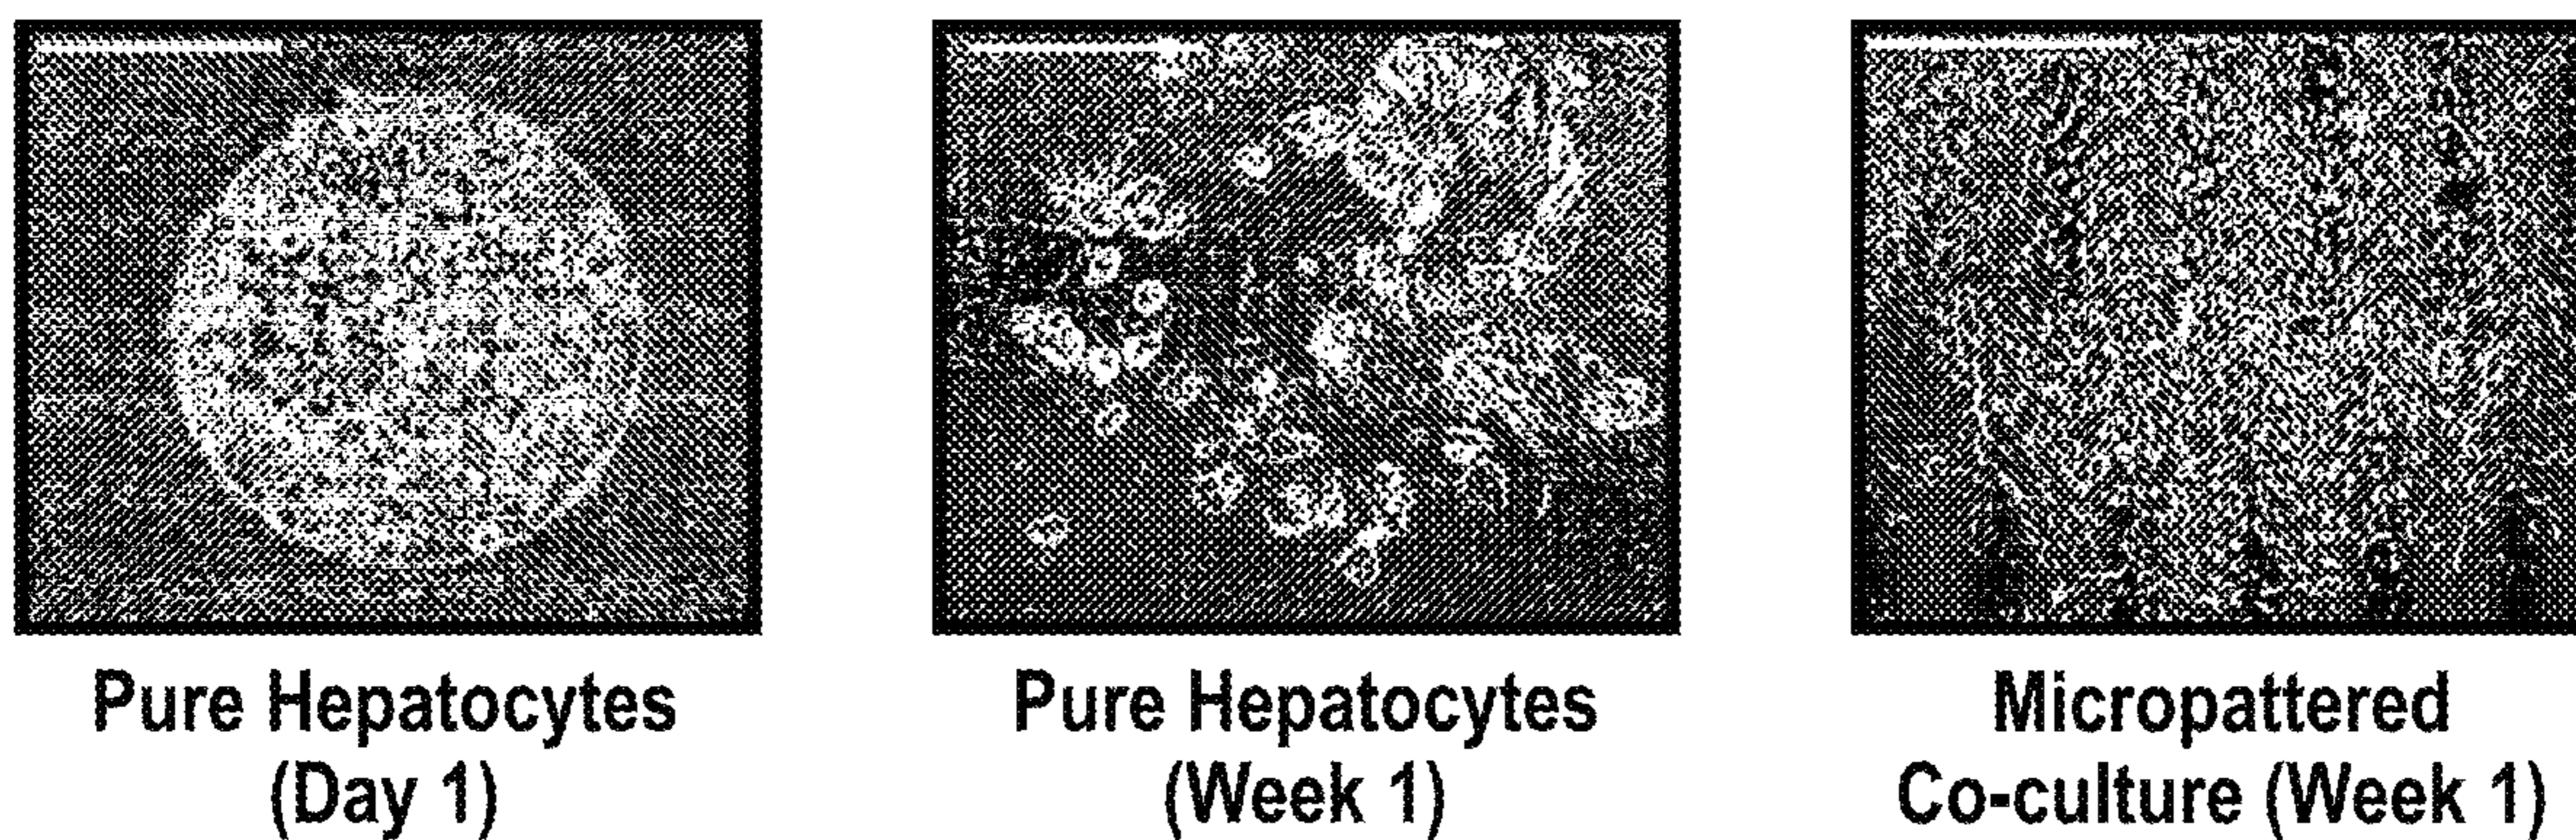 Pure Hepatocytes
(Day 1)
Pure Hepatocytes
(Week 1)
Micropattered
Co-culture (Week 1)